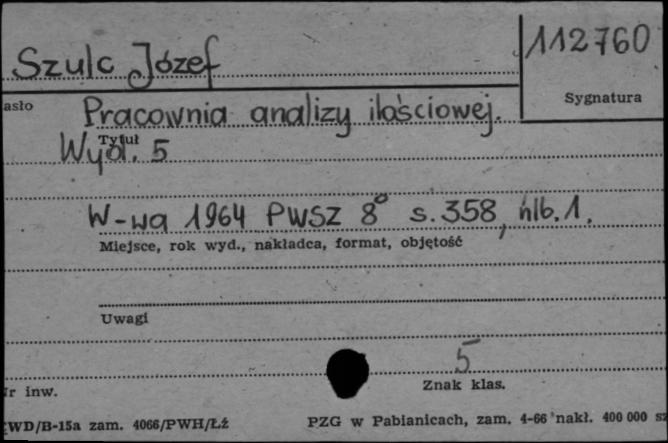 Szulc Józef
112760
asło
Sygnatura
Pracownia analizy ilościowej.
Tytuł
Wyd. 5
W-wa 1964 PWSZ 8° s. 358, nlb. 1.
Miejsce, rok wyd., nakładca, format, objętość
Uwagi
5
r inw.
Znak klas.
WD/B-15a zam. 4066/PWH/Łż
PZG w Pabianicach, zam. 4-66 nakł. 400 000 sz